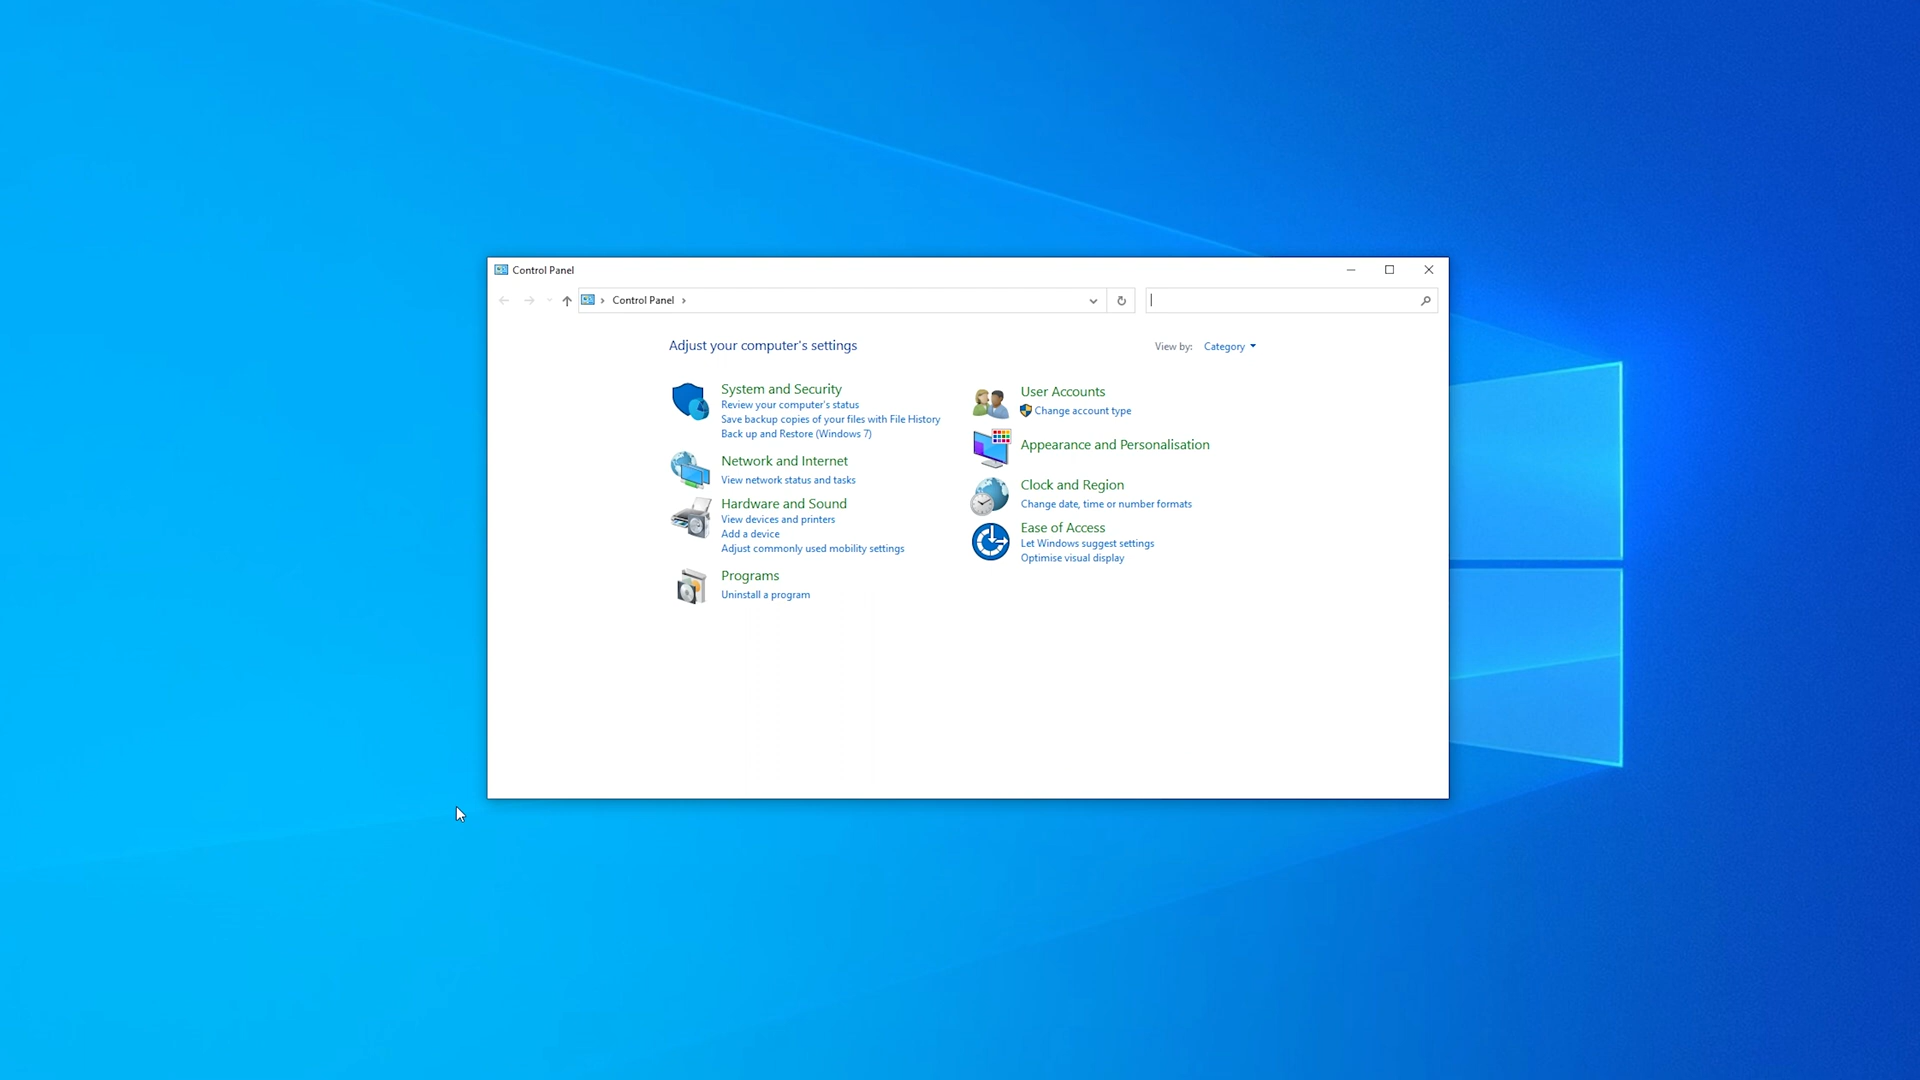 Control Panel
Control Panel
Adjust your computer's settings
View by: Category
System and Security
Review your computer's status
Save backup copies of your files with File History
Back up and Restore (Windows 7)
Network and Internet
View network status and tasks
Hardware and Sound
View devices and printers
Add a device
Adjust commonly used mobility settings
Programs
Uninstall a program
User Accounts
Change account type
Appearance and Personalisation
Clock and Region
Change date, time or number formats
Ease of Access
Let Windows suggest settings
Optimise visual display